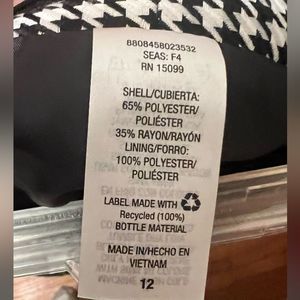 8808458023532
SEAS: F4
RN 15099
SHELL/CUBIERTA:
65% POLYESTER/
POLIÉSTER
35% RAYON/RAYÓN
LINING/FORRO:
100% POLYESTER/
POLIÉSTER
LABEL MADE WITH
Recycled (100%)
BOTTLE MATERIAL
MADE IN/HECHO EN
VIETNAM
12